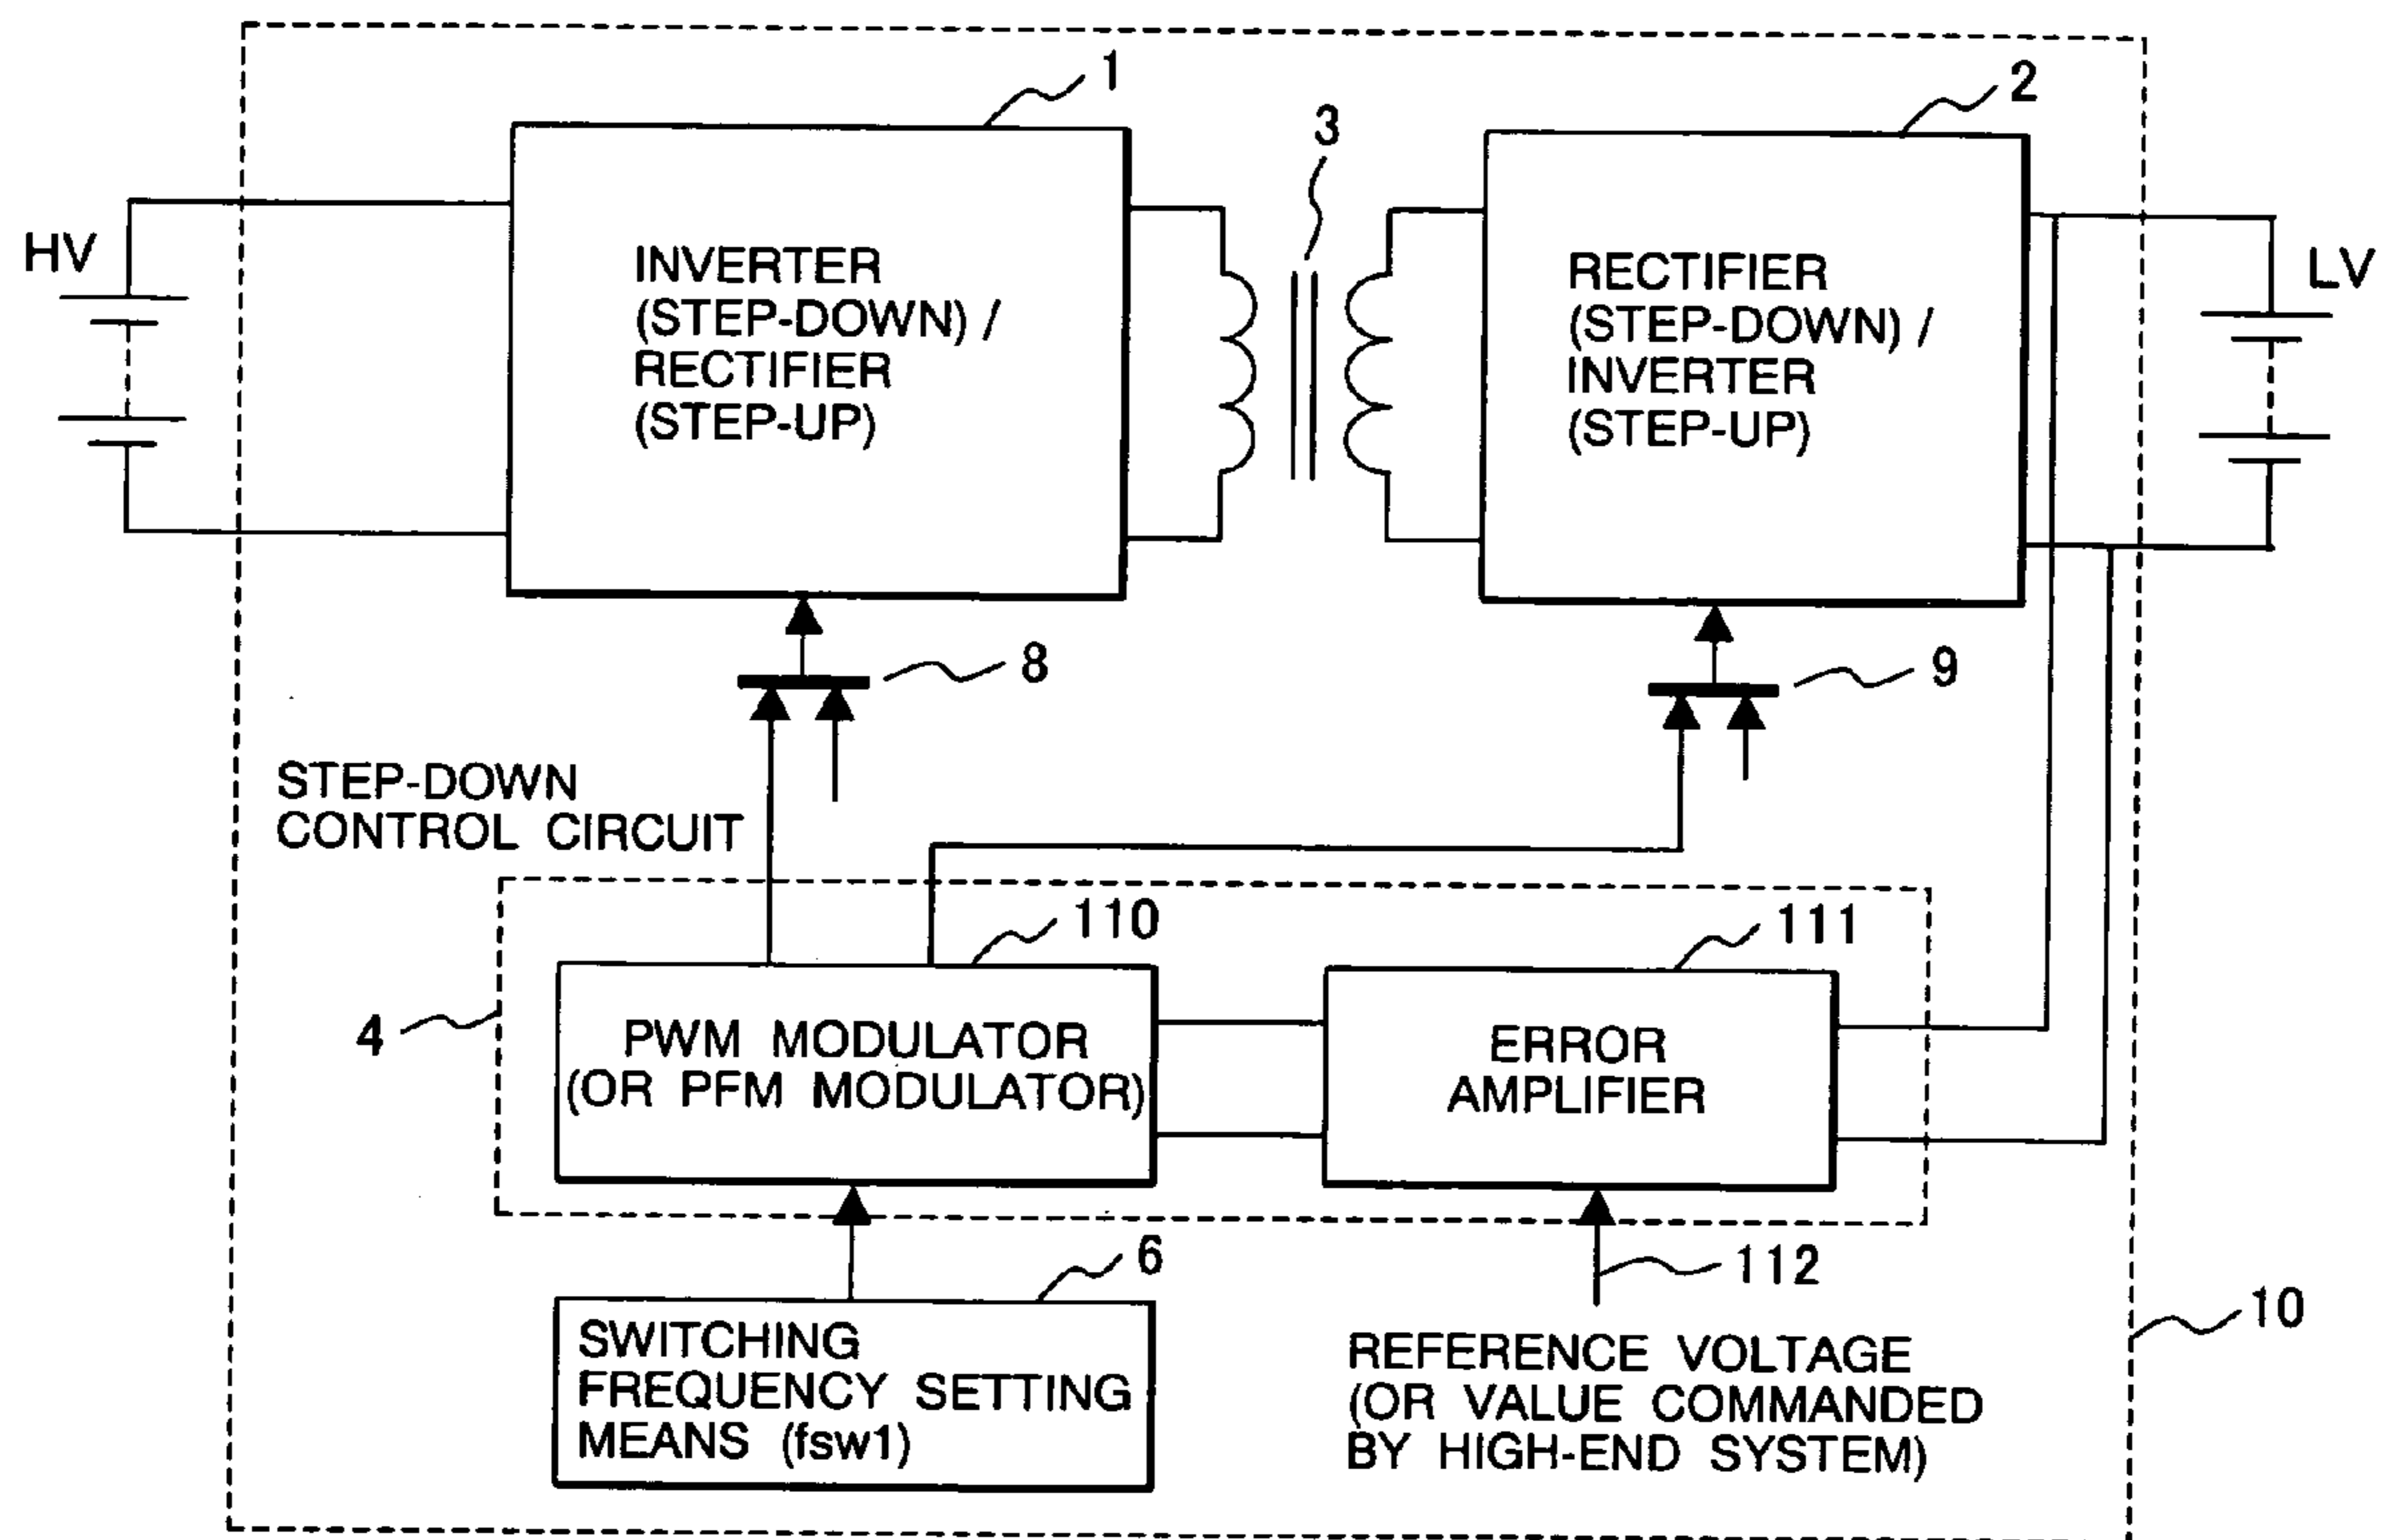 1
2
3
HV
LV
INVERTER
(STEP-DOWN) /
RECTIFIER
(STEP-UP)
RECTIFIER
(STEP-DOWN) /
INVERTER
(STEP-UP)
8
9
STEP-DOWN
CONTROL CIRCUIT
110
111
4
PWM MODULATOR
(OR PFM MODULATOR)
ERROR
AMPLIFIER
6
112
10
SWITCHING
FREQUENCY SETTING
MEANS (fsw1)
REFERENCE VOLTAGE
(OR VALUE COMMANDED
BY HIGH-END SYSTEM)